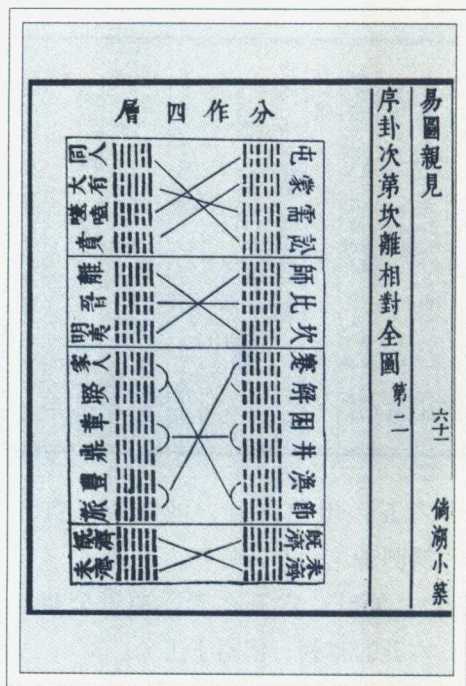 易圖親見 六十一 倘湖小築
序卦次第坎離相對全圖 第二
分作四層
屯蒙需訟
師比坎
蹇解困井渙節
未濟
既濟
同人
大有
噬嗑
賁
離
晉
明夷
家人
睽
革
鼎
豐
旅
既濟
未濟